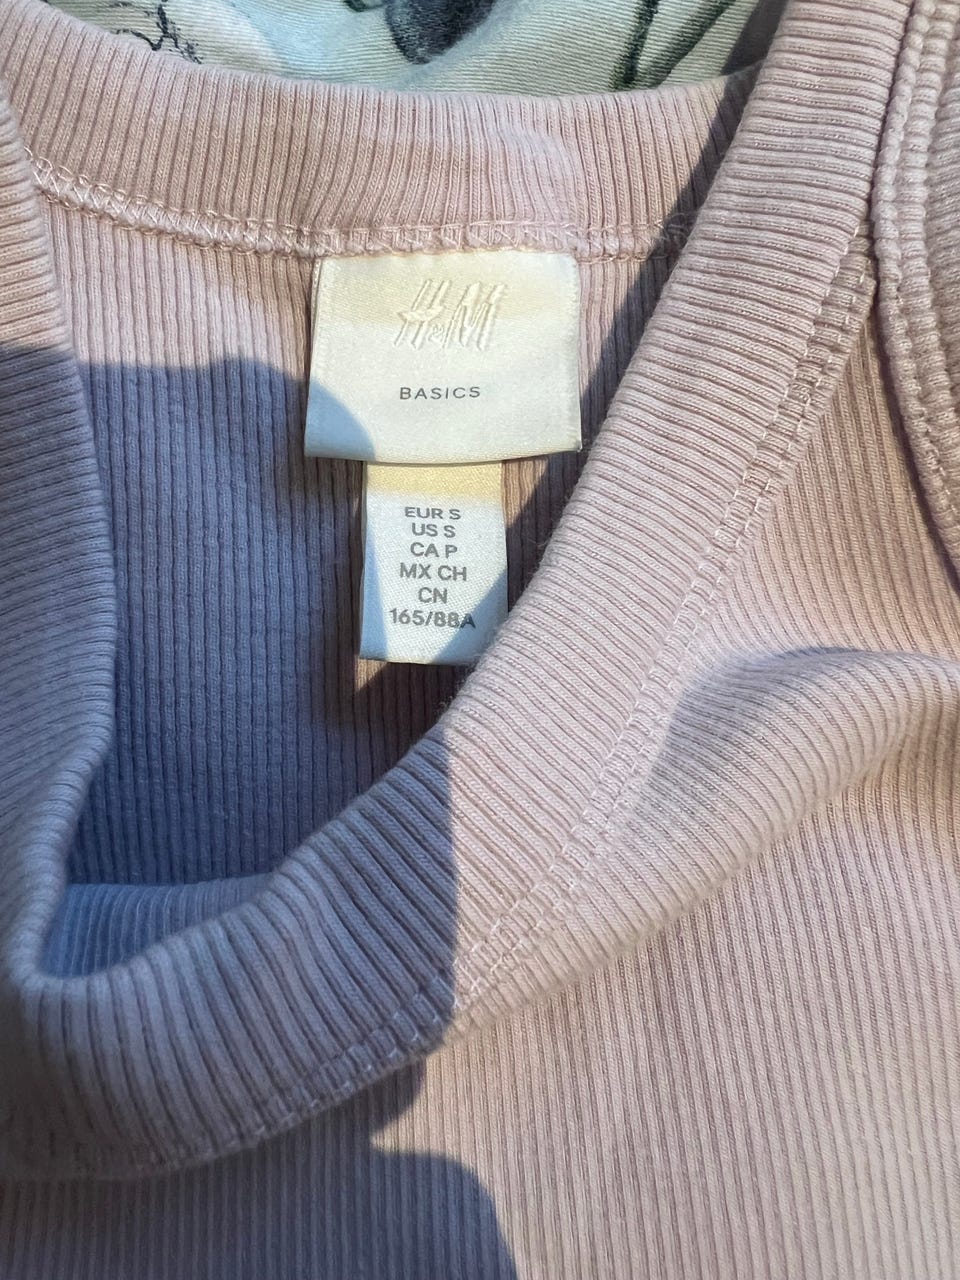 H&M
BASICS
EUR S
US S
CA P
MX CH
CN
165/88A